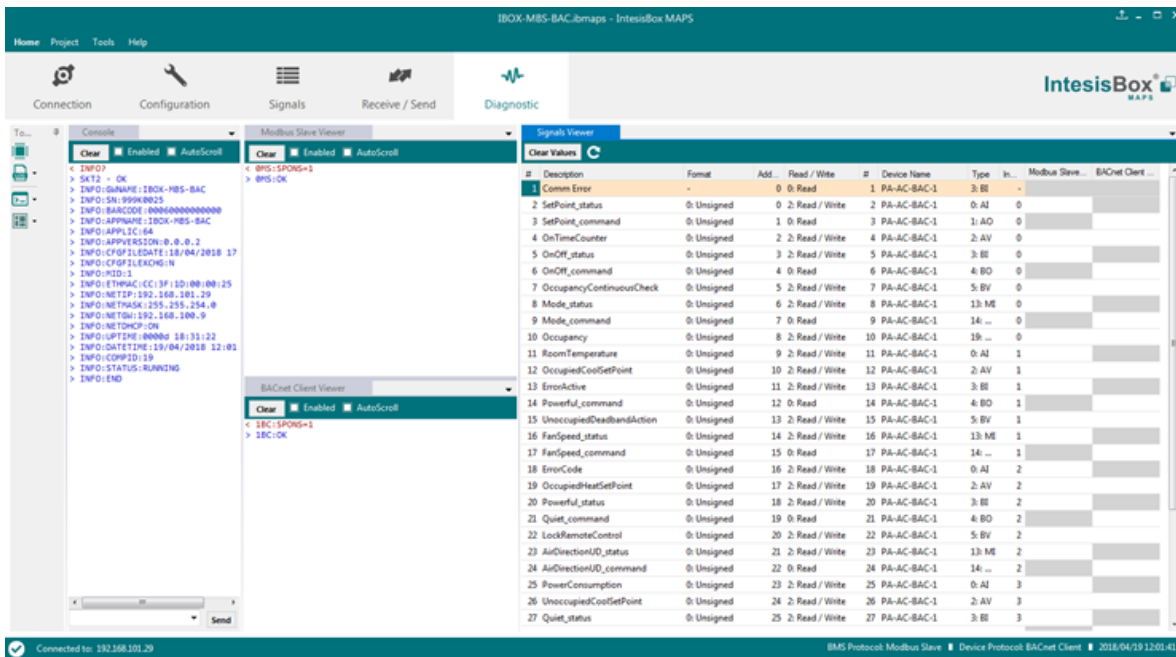 IBOX-MBS-BAC.ibmaps - IntesisBox MAPS
Home Project Tools Help
Connection Configuration Signals Receive / Send Diagnostic
IntesisBox® MAPS
To...
Console
Clear Enabled AutoScroll
< INFO?
> SKT2 - OK
> INFO:GWNAME:IBOX-MBS-BAC
> INFO:SN:999K0025
> INFO:BARCODE:00060000000000
> INFO:APPNAME:IBOX-MBS-BAC
> INFO:APPLIC:64
> INFO:APPVERSION:0.0.0.2
> INFO:CFGFILEDATE:18/04/2018 17
> INFO:CFGFILEXCHG:N
> INFO:MID:1
> INFO:ETHMAC:CC:3F:1D:00:00:25
> INFO:NETIP:192.168.101.29
> INFO:NETMASK:255.255.254.0
> INFO:NETGW:192.168.100.9
> INFO:NETDHCP:ON
> INFO:UPTIME:0000d 18:31:22
> INFO:DATETIME:19/04/2018 12:01
> INFO:COMPID:19
> INFO:STATUS:RUNNING
> INFO:END
Send
Modbus Slave Viewer
Clear Enabled AutoScroll
< 0MS:SPONS=1
> 0MS:OK
BACnet Client Viewer
Clear Enabled AutoScroll
< 1BC:SPONS=1
> 1BC:OK
Signals Viewer
Clear Values
# Description Format Add... Read / Write # Device Name Type In... Modbus Slave... BACnet Client ...
1 Comm Error - 0 0: Read 1 PA-AC-BAC-1 3: BI -
2 SetPoint_status 0: Unsigned 0 2: Read / Write 2 PA-AC-BAC-1 0: AI 0
3 SetPoint_command 0: Unsigned 1 0: Read 3 PA-AC-BAC-1 1: AO 0
4 OnTimeCounter 0: Unsigned 2 2: Read / Write 4 PA-AC-BAC-1 2: AV 0
5 OnOff_status 0: Unsigned 3 2: Read / Write 5 PA-AC-BAC-1 3: BI 0
6 OnOff_command 0: Unsigned 4 0: Read 6 PA-AC-BAC-1 4: BO 0
7 OccupancyContinuousCheck 0: Unsigned 5 2: Read / Write 7 PA-AC-BAC-1 5: BV 0
8 Mode_status 0: Unsigned 6 2: Read / Write 8 PA-AC-BAC-1 13: MI 0
9 Mode_command 0: Unsigned 7 0: Read 9 PA-AC-BAC-1 14: ... 0
10 Occupancy 0: Unsigned 8 2: Read / Write 10 PA-AC-BAC-1 19: ... 0
11 RoomTemperature 0: Unsigned 9 2: Read / Write 11 PA-AC-BAC-1 0: AI 1
12 OccupiedCoolSetPoint 0: Unsigned 10 2: Read / Write 12 PA-AC-BAC-1 2: AV 1
13 ErrorActive 0: Unsigned 11 2: Read / Write 13 PA-AC-BAC-1 3: BI 1
14 Powerful_command 0: Unsigned 12 0: Read 14 PA-AC-BAC-1 4: BO 1
15 UnoccupiedDeadbandAction 0: Unsigned 13 2: Read / Write 15 PA-AC-BAC-1 5: BV 1
16 FanSpeed_status 0: Unsigned 14 2: Read / Write 16 PA-AC-BAC-1 13: MI 1
17 FanSpeed_command 0: Unsigned 15 0: Read 17 PA-AC-BAC-1 14: ... 1
18 ErrorCode 0: Unsigned 16 2: Read / Write 18 PA-AC-BAC-1 0: AI 2
19 OccupiedHeatSetPoint 0: Unsigned 17 2: Read / Write 19 PA-AC-BAC-1 2: AV 2
20 Powerful_status 0: Unsigned 18 2: Read / Write 20 PA-AC-BAC-1 3: BI 2
21 Quiet_command 0: Unsigned 19 0: Read 21 PA-AC-BAC-1 4: BO 2
22 LockRemoteControl 0: Unsigned 20 2: Read / Write 22 PA-AC-BAC-1 5: BV 2
23 AirDirectionUD_status 0: Unsigned 21 2: Read / Write 23 PA-AC-BAC-1 13: MI 2
24 AirDirectionUD_command 0: Unsigned 22 0: Read 24 PA-AC-BAC-1 14: ... 2
25 PowerConsumption 0: Unsigned 23 2: Read / Write 25 PA-AC-BAC-1 0: AI 3
26 UnoccupiedCoolSetPoint 0: Unsigned 24 2: Read / Write 26 PA-AC-BAC-1 2: AV 3
27 Quiet_status 0: Unsigned 25 2: Read / Write 27 PA-AC-BAC-1 3: BI 3
Connected to: 192.168.101.29
BMS Protocol: Modbus Slave Device Protocol: BACnet Client 2018/04/19 12:01:41